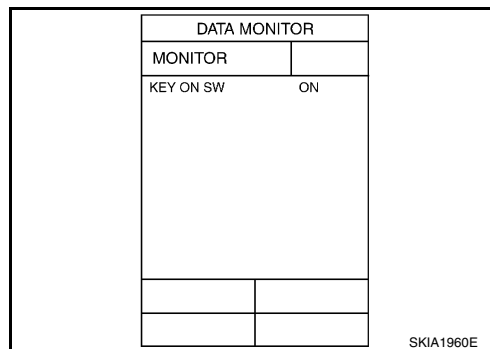 DATA MONITOR
MONITOR
KEY ON SW ON
SKIA1960E